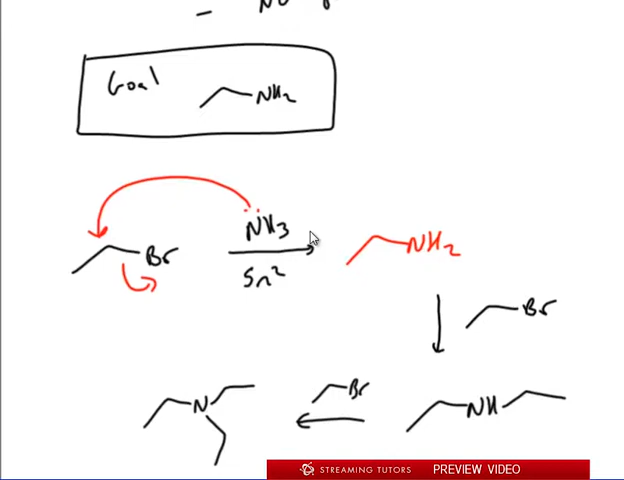 Goal
NH2
NH3
Br
Sn2
NH2
Br
Br
N
NH
STREAMING TUTORS PREVIEW VIDEO